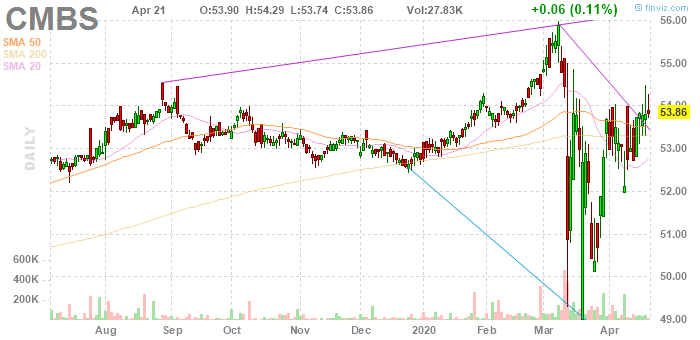 CMBS Apr 21 O:53.90 H:54.29 L:53.74 C:53.86 Vol:27.83K +0.06 (0.11%) © finviz.com
SMA 50
SMA 200
SMA 20
DAILY
56.00
55.00
54.00
53.86
53.00
52.00
51.00
50.00
49.00
600K
400K
200K
Aug Sep Oct Nov Dec 2020 Feb Mar Apr